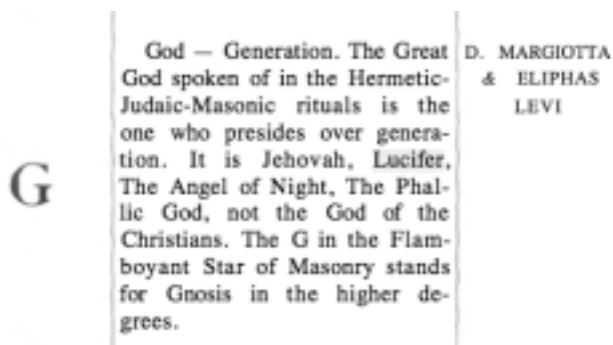 G
God — Generation. The Great
God spoken of in the Hermetic-
Judaic-Masonic rituals is the
one who presides over genera-
tion. It is Jehovah, Lucifer,
The Angel of Night, The Phal-
lic God, not the God of the
Christians. The G in the Flam-
boyant Star of Masonry stands
for Gnosis in the higher de-
grees.
D. MARGIOTTA
& ELIPHAS
LEVI